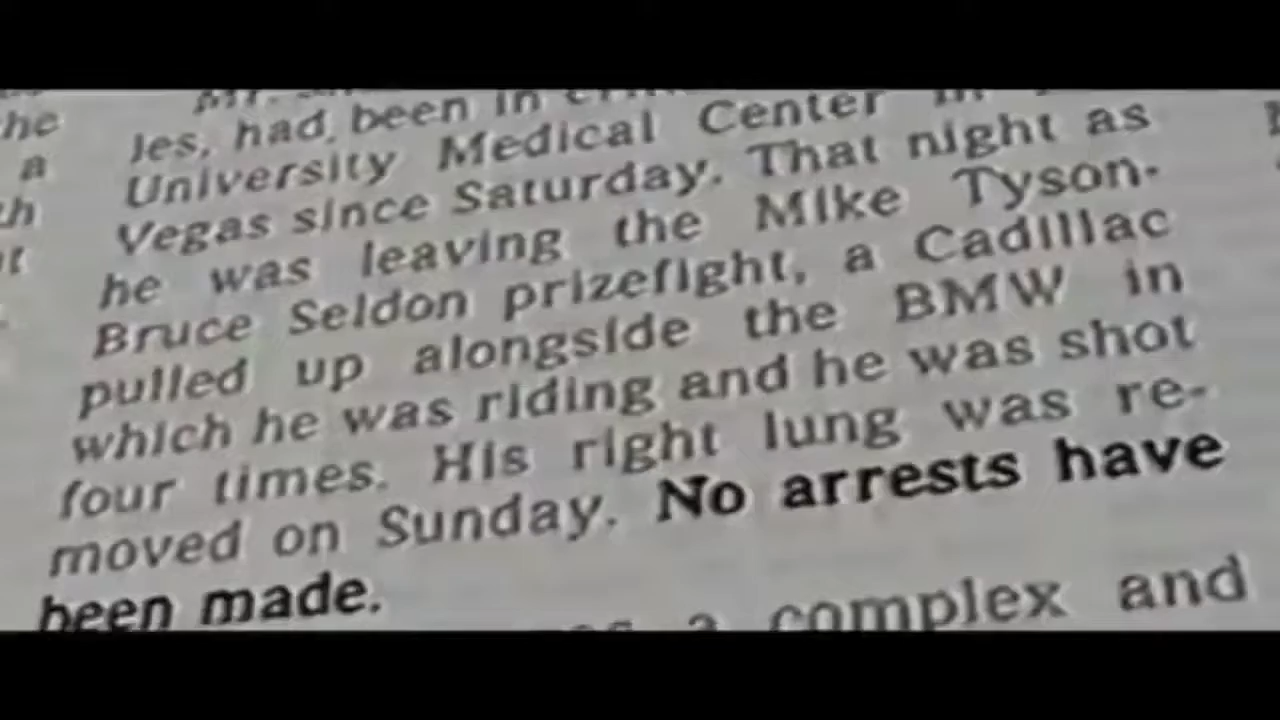 he
a
les, had been in
University Medical Center in
Vegas since Saturday. That night as
he was leaving the Mike Tyson-
Bruce Seldon prizefight, a Cadillac
pulled up alongside the BMW in
which he was riding and he was shot
four times. His right lung was re-
moved on Sunday. No arrests have
been made.
a complex and